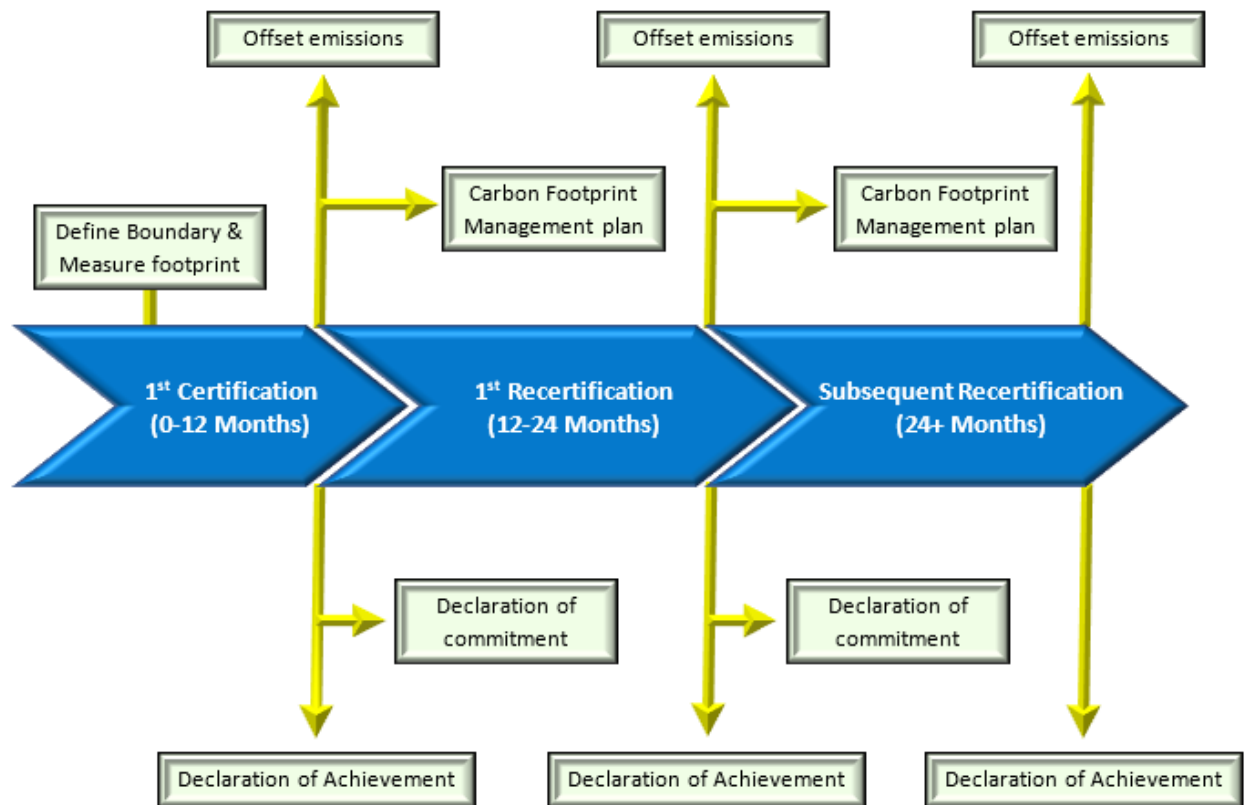 Offset emissions
Offset emissions
Offset emissions
Carbon Footprint
Management plan
Carbon Footprint
Management plan
Define Boundary &
Measure footprint
1st Certification
(0-12 Months)
1st Recertification
(12-24 Months)
Subsequent Recertification
(24+ Months)
Declaration of
commitment
Declaration of
commitment
Declaration of Achievement
Declaration of Achievement
Declaration of Achievement